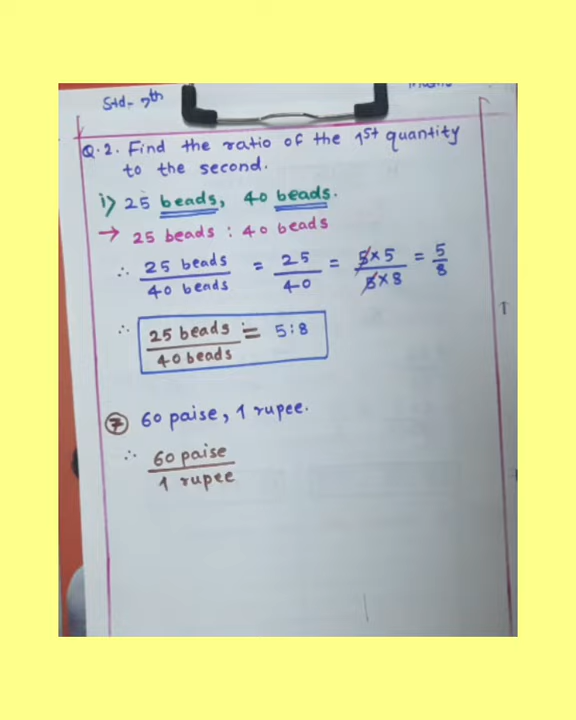 Std- 7th
Q.2. Find the ratio of the 1st quantity
to the second.
i) 25 beads, 40 beads.
→ 25 beads : 40 beads
∴ 25 beads / 40 beads = 25 / 40 = 5×5 / 5×8 = 5 / 8
∴ 25 beads / 40 beads = 5:8
7 60 paise, 1 rupee.
∴ 60 paise / 1 rupee